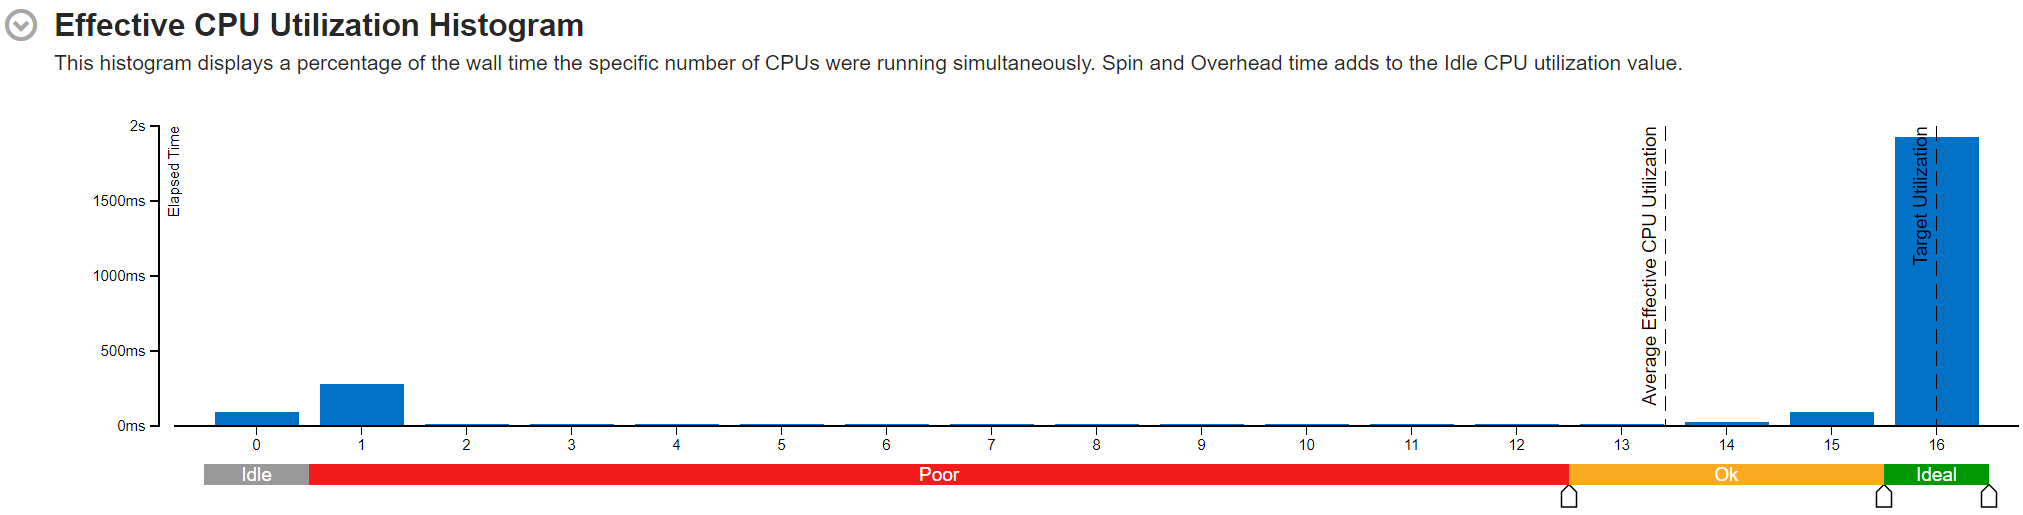 Effective CPU Utilization Histogram
This histogram displays a percentage of the wall time the specific number of CPUs were running simultaneously. Spin and Overhead time adds to the Idle CPU utilization value.
2s
1500ms
1000ms
500ms
0ms
Elapsed Time
Average Effective CPU Utilization
Target Utilization
0 1 2 3 4 5 6 7 8 9 10 11 12 13 14 15 16
Idle Poor Ok Ideal